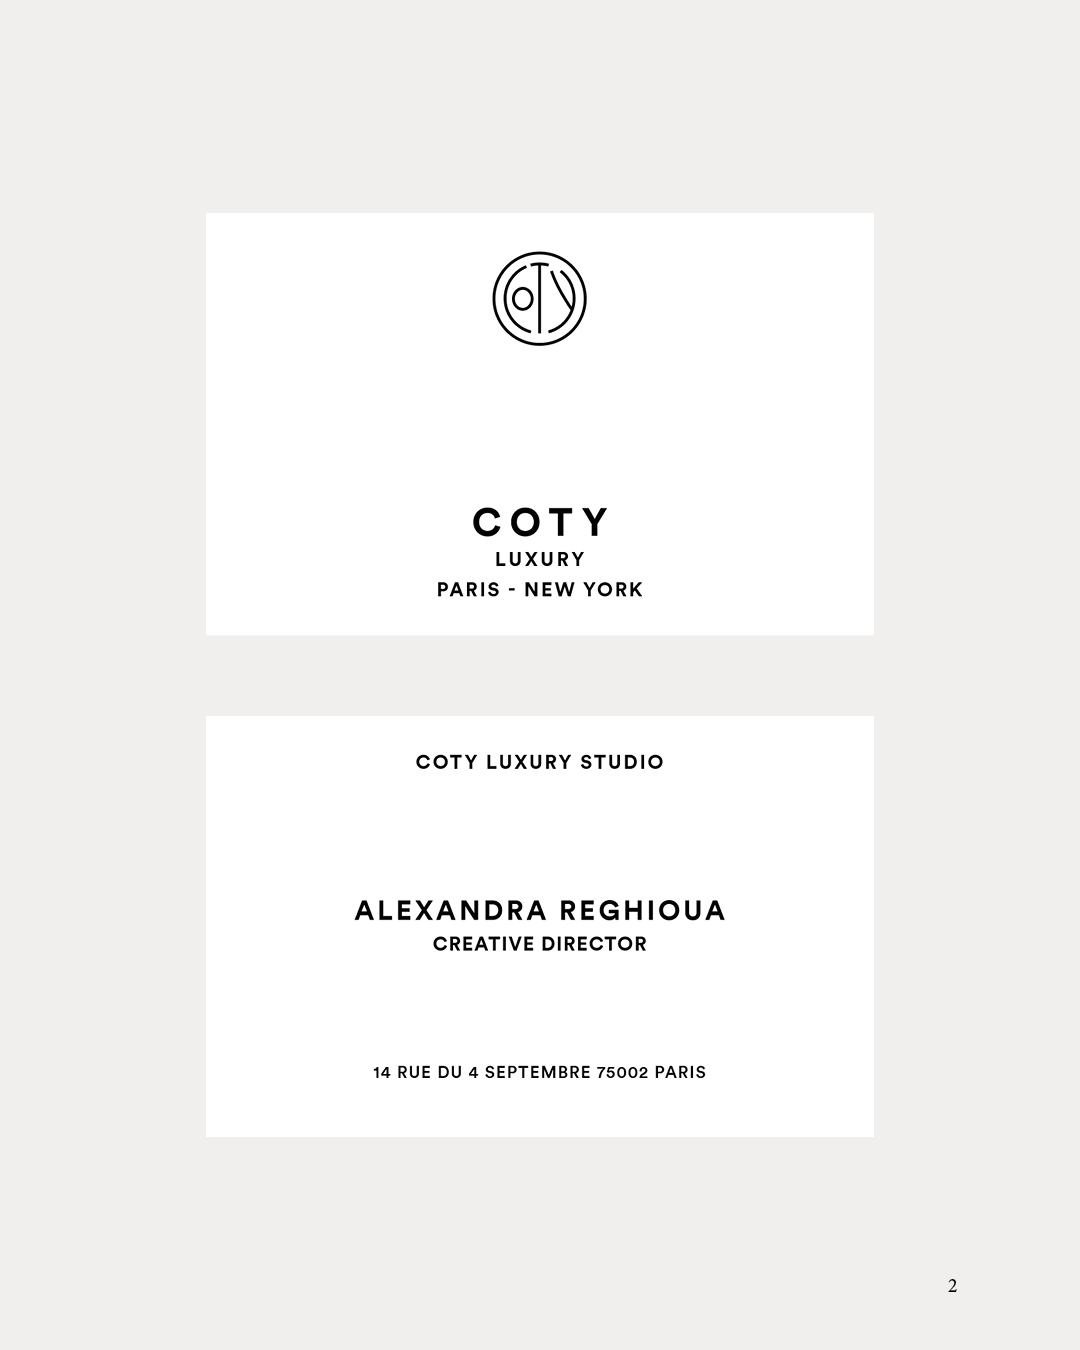 COTY
COTY
LUXURY
PARIS - NEW YORK
COTY LUXURY STUDIO
ALEXANDRA REGHIOUA
CREATIVE DIRECTOR
14 RUE DU 4 SEPTEMBRE 75002 PARIS
2